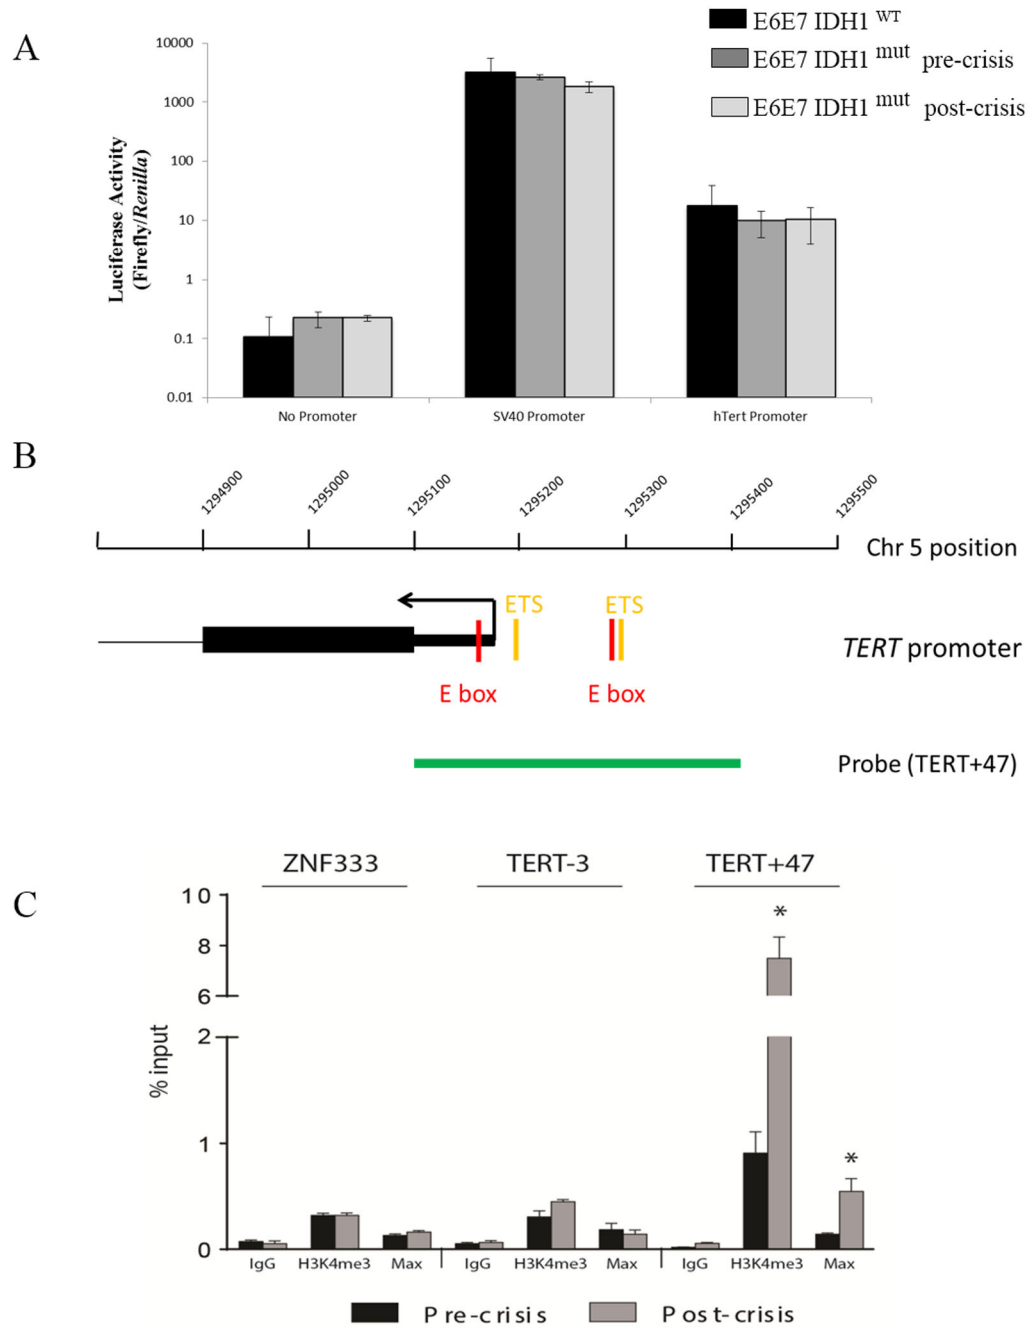 A
E6E7 IDH1 WT
E6E7 IDH1 mut pre-crisis
E6E7 IDH1 mut post-crisis
Luciferase Activity
(Firefly/Renilla)
10000
1000
100
10
1
0.1
0.01
No Promoter SV40 Promoter hTert Promoter
B
1294900 1295000 1295100 1295200 1295300 1295400 1295500
Chr 5 position
ETS ETS
TERT promoter
E box E box
Probe (TERT+47)
C
ZNF333 TERT-3 TERT+47
% input
10
8
6
2
1
0
* *
IgG H3K4me3 Max IgG H3K4me3 Max IgG H3K4me3 Max
Pre-crisis Post-crisis